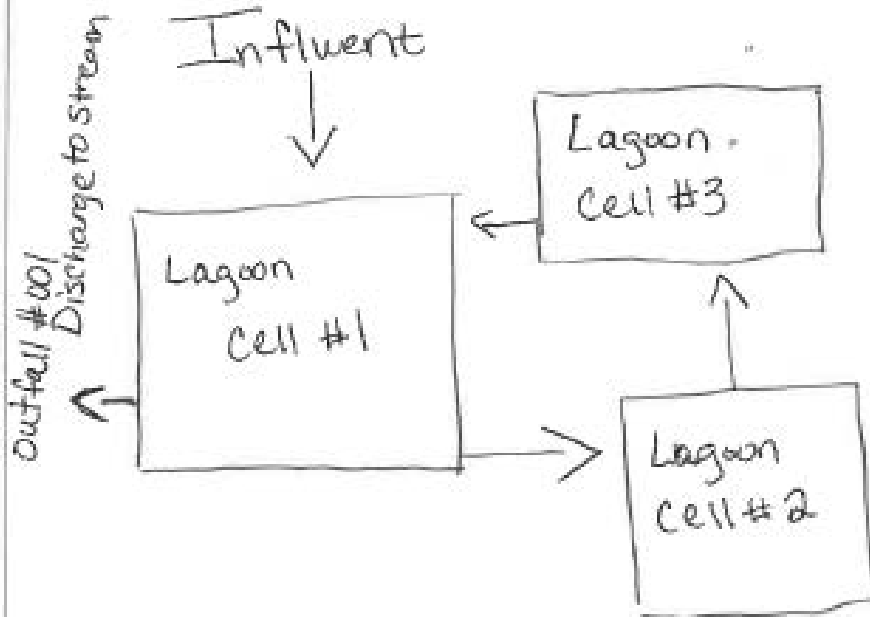 Influent
Lagoon
Cell #3
Lagoon
Cell #1
outfall #001
Discharge to stream
Lagoon
Cell #2